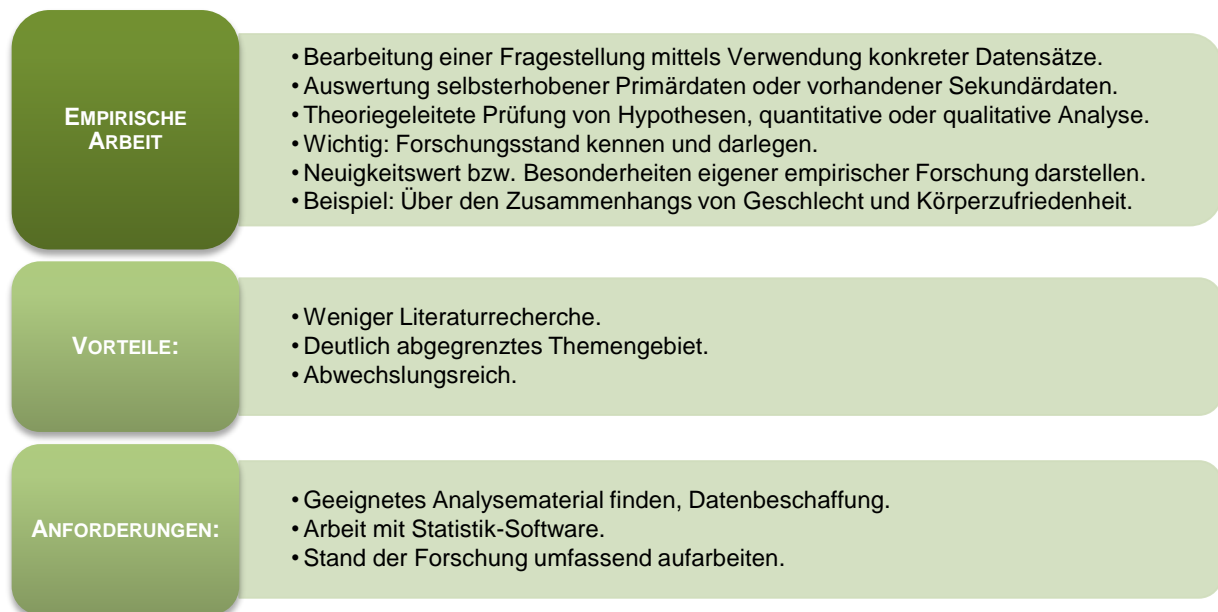 EMPIRISCHE
ARBEIT
• Bearbeitung einer Fragestellung mittels Verwendung konkreter Datensätze.
• Auswertung selbsterhobener Primärdaten oder vorhandener Sekundärdaten.
• Theoriegeleitete Prüfung von Hypothesen, quantitative oder qualitative Analyse.
• Wichtig: Forschungsstand kennen und darlegen.
• Neuigkeitswert bzw. Besonderheiten eigener empirischer Forschung darstellen.
• Beispiel: Über den Zusammenhangs von Geschlecht und Körperzufriedenheit.
VORTEILE:
• Weniger Literaturrecherche.
• Deutlich abgegrenztes Themengebiet.
• Abwechslungsreich.
ANFORDERUNGEN:
• Geeignetes Analysematerial finden, Datenbeschaffung.
• Arbeit mit Statistik-Software.
• Stand der Forschung umfassend aufarbeiten.